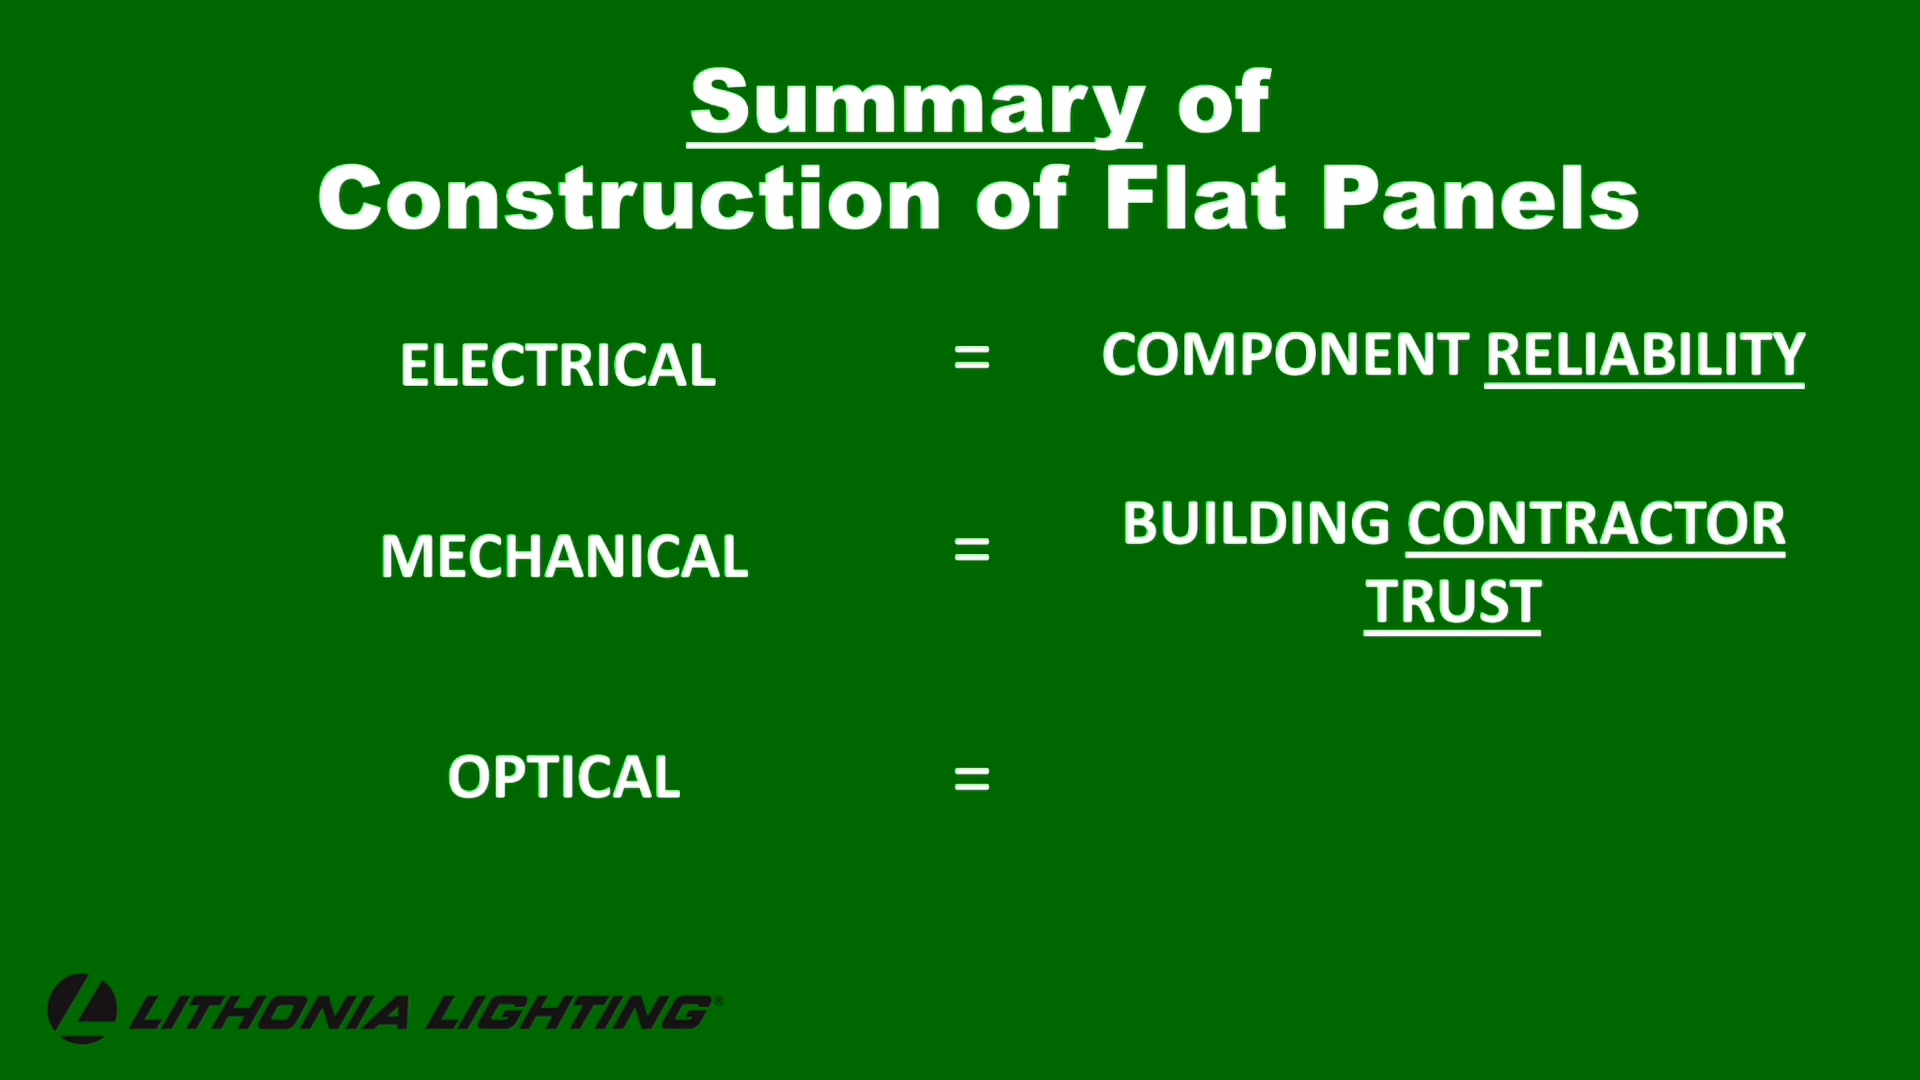 Summary of
Construction of Flat Panels
ELECTRICAL = COMPONENT RELIABILITY
MECHANICAL = BUILDING CONTRACTOR
TRUST
OPTICAL =
LITHONIA LIGHTING®